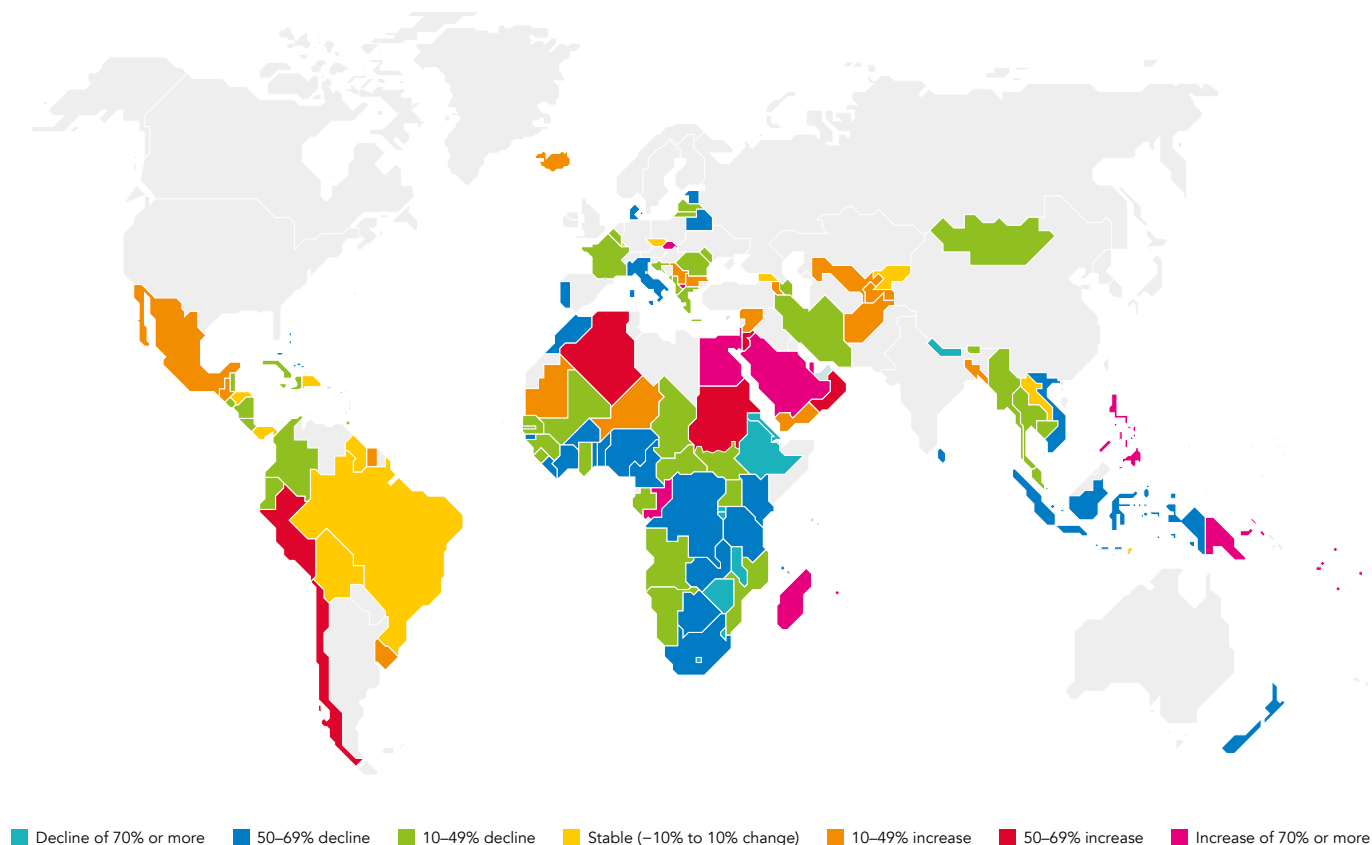 Decline of 70% or more 50–69% decline 10–49% decline Stable (−10% to 10% change) 10–49% increase 50–69% increase Increase of 70% or more